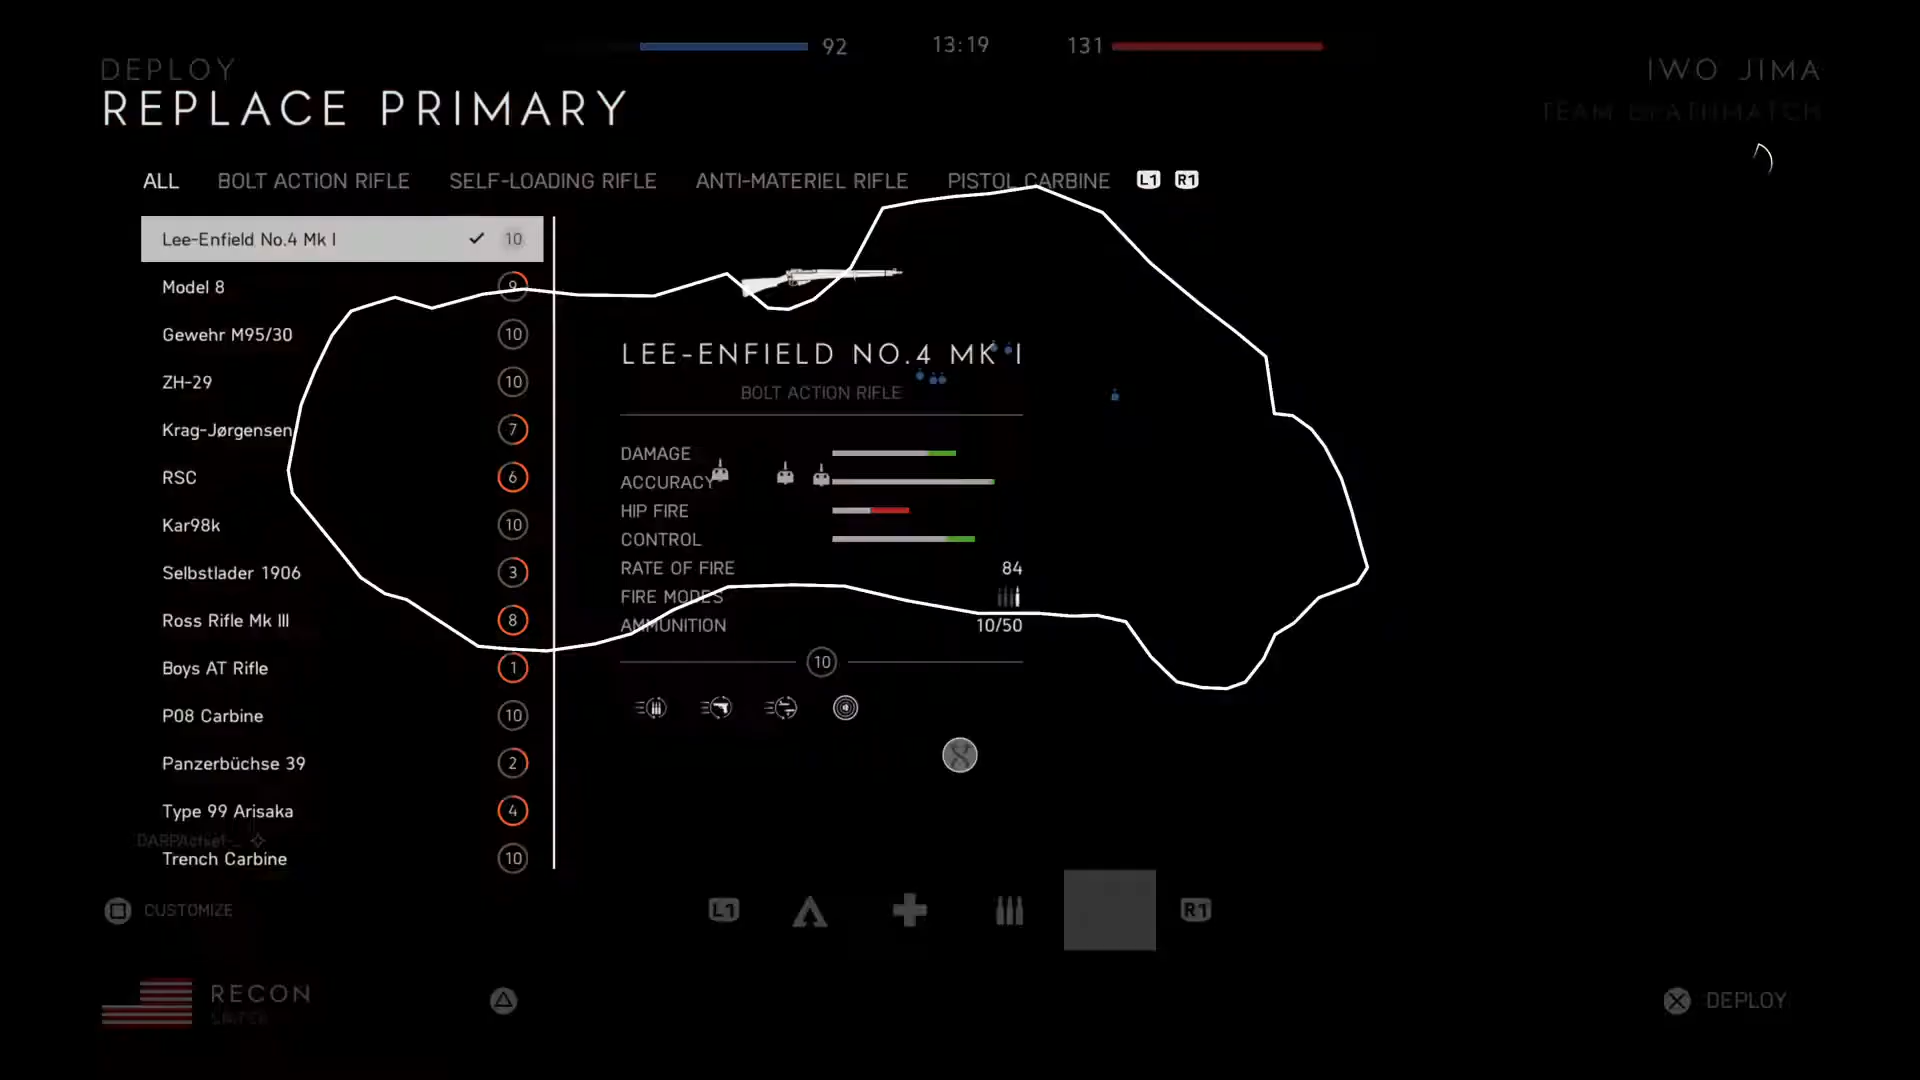 92 13:19 131
DEPLOY
REPLACE PRIMARY
IWO JIMA
TEAM DEATHMATCH
ALL BOLT ACTION RIFLE SELF-LOADING RIFLE ANTI-MATERIEL RIFLE PISTOL CARBINE L1 R1
Lee-Enfield No.4 Mk I 10
Model 8 9
Gewehr M95/30 10
ZH-29 10
Krag-Jørgensen 7
RSC 6
Kar98k 10
Selbstlader 1906 3
Ross Rifle Mk III 8
Boys AT Rifle 1
P08 Carbine 10
Panzerbüchse 39 2
Type 99 Arisaka 4
Trench Carbine 10
LEE-ENFIELD NO.4 MK I
BOLT ACTION RIFLE
DAMAGE
ACCURACY
HIP FIRE
CONTROL
RATE OF FIRE 84
FIRE MODES
AMMUNITION 10/50
10
CUSTOMIZE
L1 R1
RECON
DEPLOY